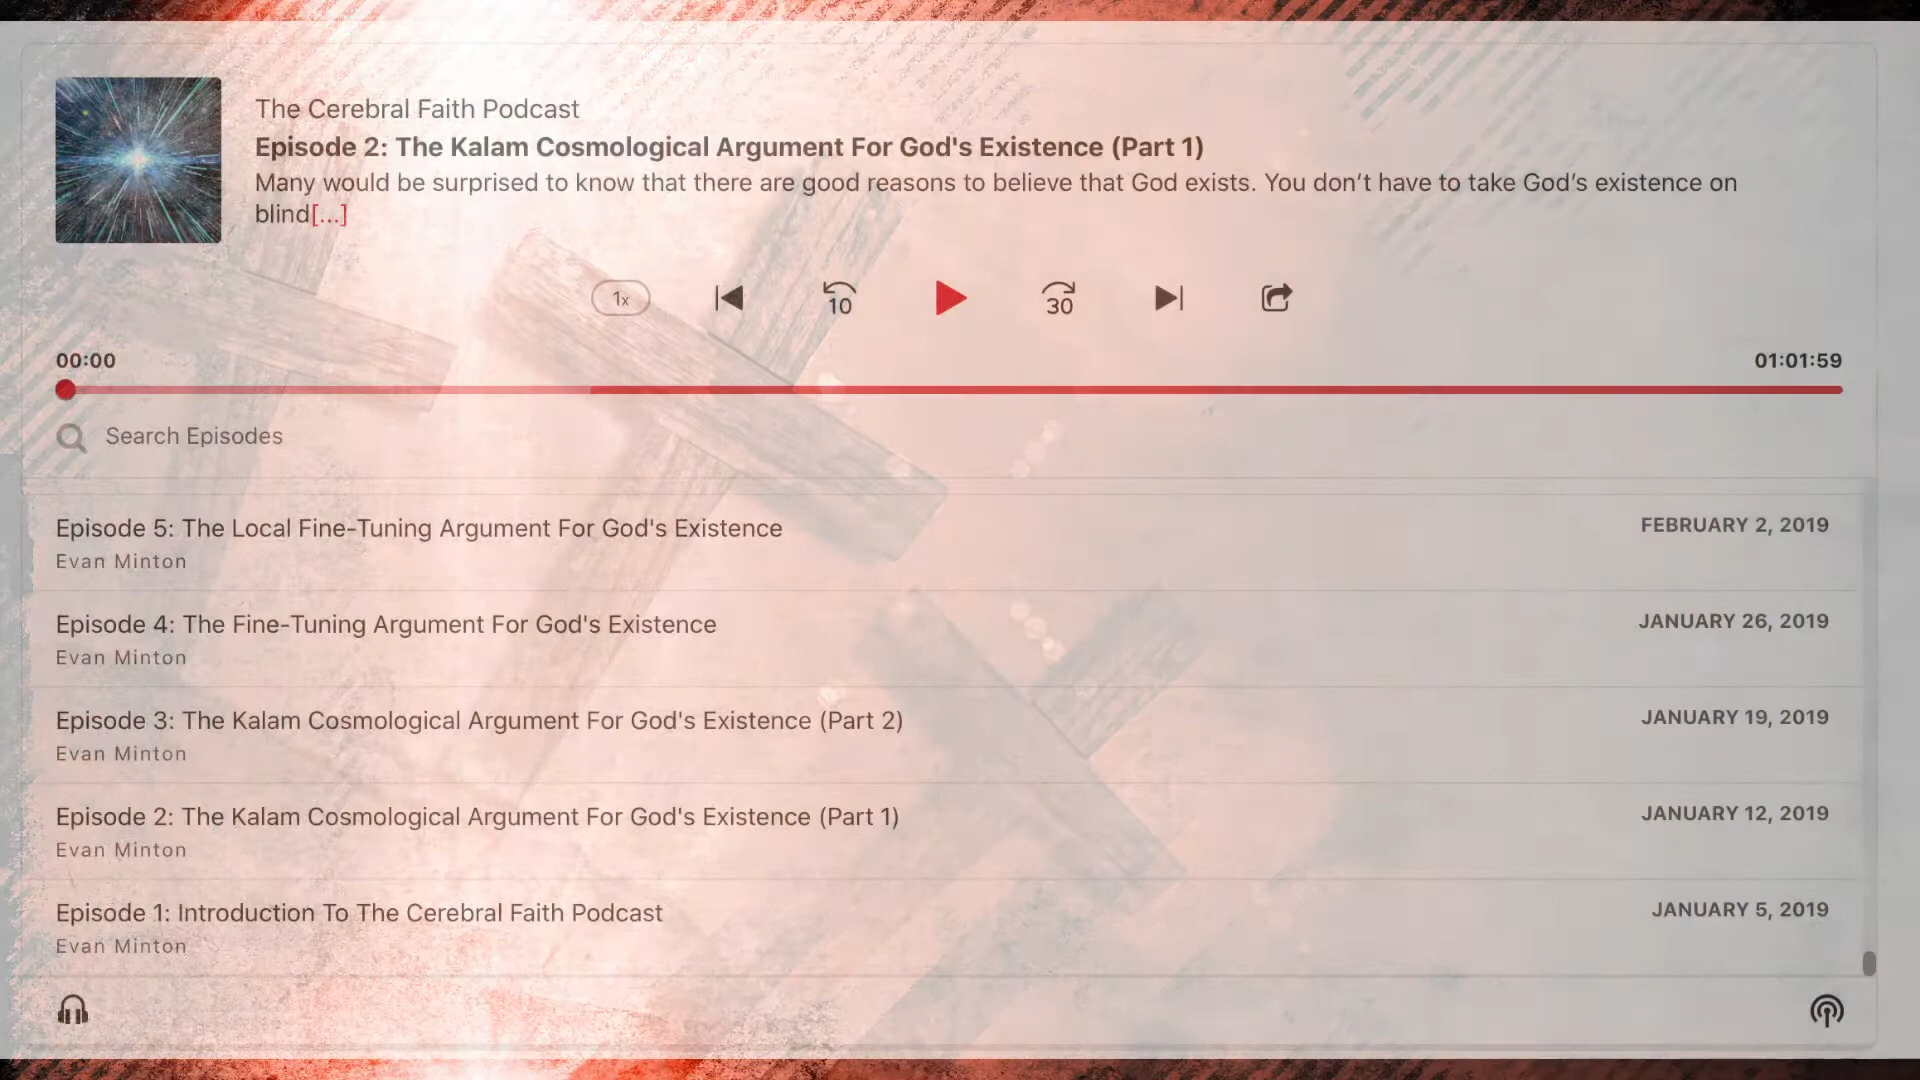 The Cerebral Faith Podcast
Episode 2: The Kalam Cosmological Argument For God's Existence (Part 1)
Many would be surprised to know that there are good reasons to believe that God exists. You don’t have to take God’s existence on
blind[...]
1x
10
30
00:00
01:01:59
Search Episodes
Episode 5: The Local Fine-Tuning Argument For God's Existence
FEBRUARY 2, 2019
Evan Minton
Episode 4: The Fine-Tuning Argument For God's Existence
JANUARY 26, 2019
Evan Minton
Episode 3: The Kalam Cosmological Argument For God's Existence (Part 2)
JANUARY 19, 2019
Evan Minton
Episode 2: The Kalam Cosmological Argument For God's Existence (Part 1)
JANUARY 12, 2019
Evan Minton
Episode 1: Introduction To The Cerebral Faith Podcast
JANUARY 5, 2019
Evan Minton